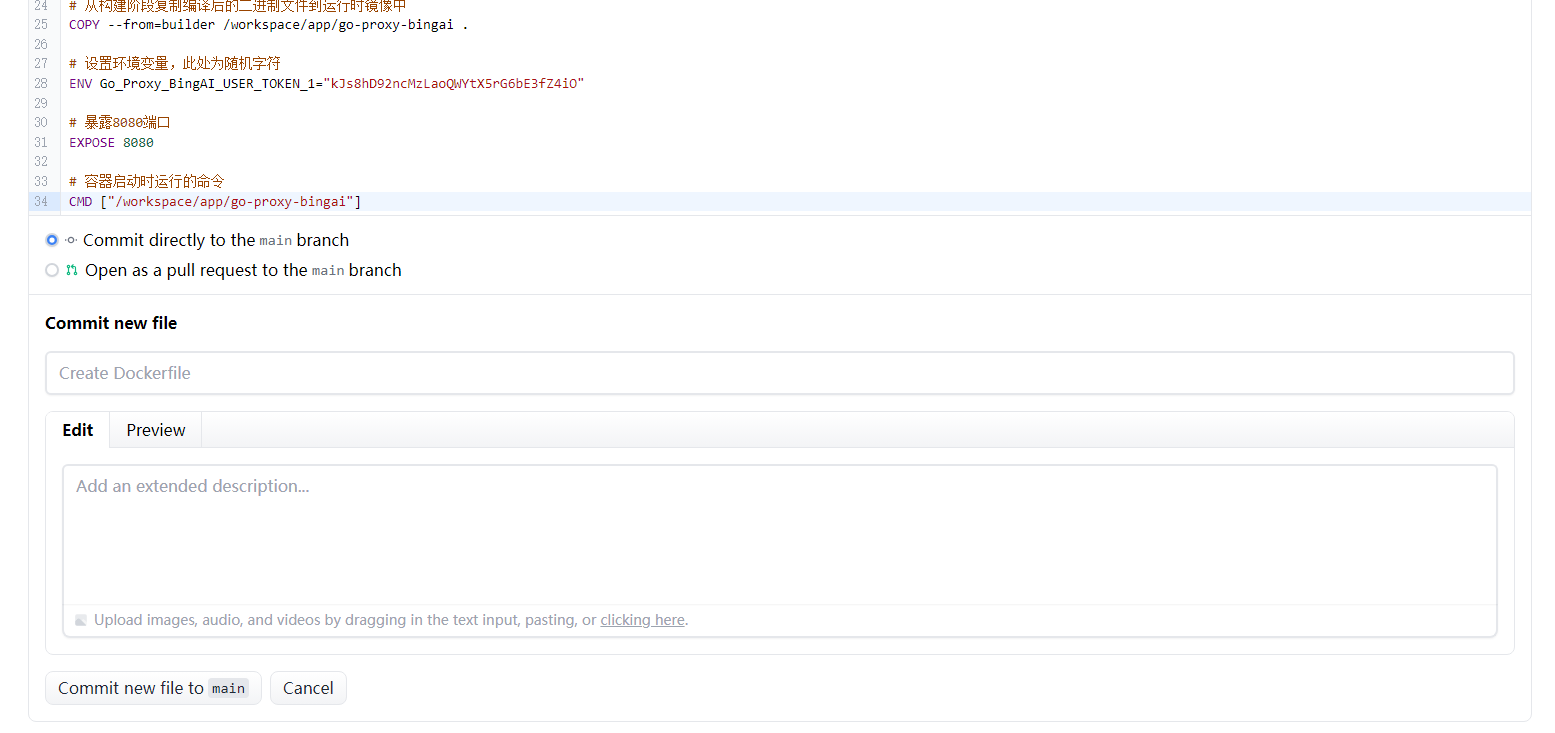 24 # 从构建阶段复制编译后的二进制文件到运行时镜像中
25 COPY --from=builder /workspace/app/go-proxy-bingai .
26
27 # 设置环境变量，此处为随机字符
28 ENV Go_Proxy_BingAI_USER_TOKEN_1="kJs8hD92ncMzLaoQWYtX5rG6bE3fZ4iO"
29
30 # 暴露8080端口
31 EXPOSE 8080
32
33 # 容器启动时运行的命令
34 CMD ["/workspace/app/go-proxy-bingai"]
Commit directly to the main branch
Open as a pull request to the main branch
Commit new file
Create Dockerfile
Edit Preview
Add an extended description...
Upload images, audio, and videos by dragging in the text input, pasting, or clicking here.
Commit new file to main Cancel